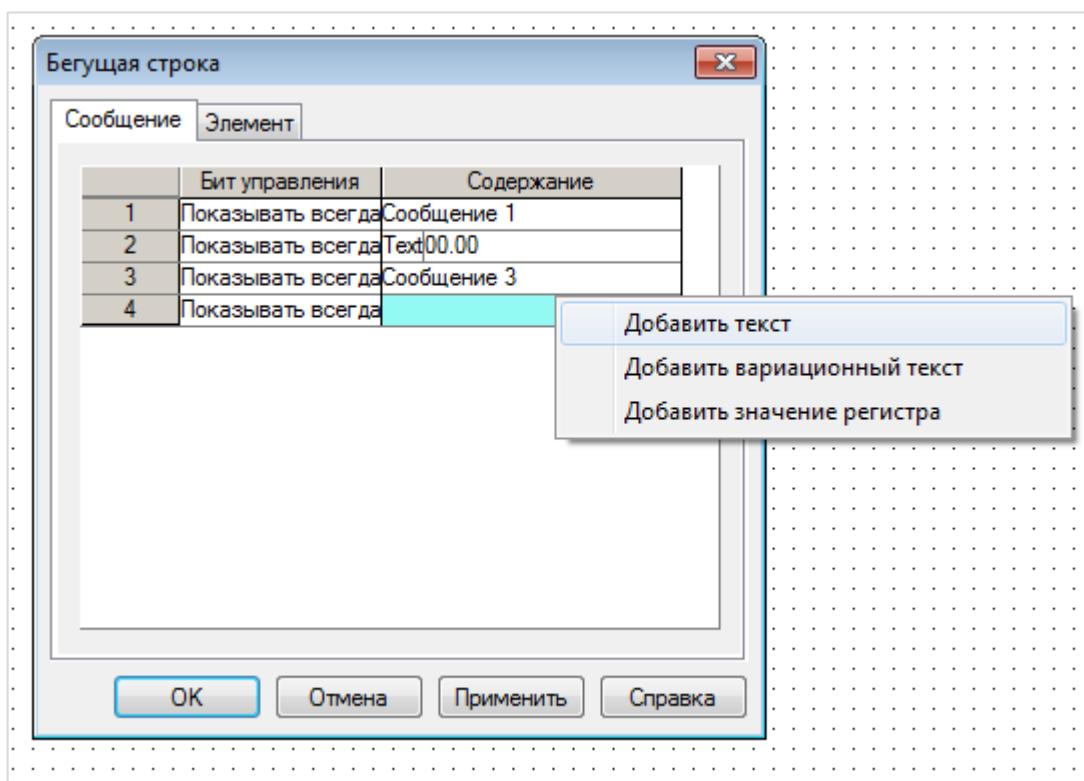 Бегущая строка
Сообщение Элемент
Бит управления Содержание
1 Показывать всегда Сообщение 1
2 Показывать всегда Text 00.00
3 Показывать всегда Сообщение 3
4 Показывать всегда
Добавить текст
Добавить вариационный текст
Добавить значение регистра
OK Отмена Применить Справка